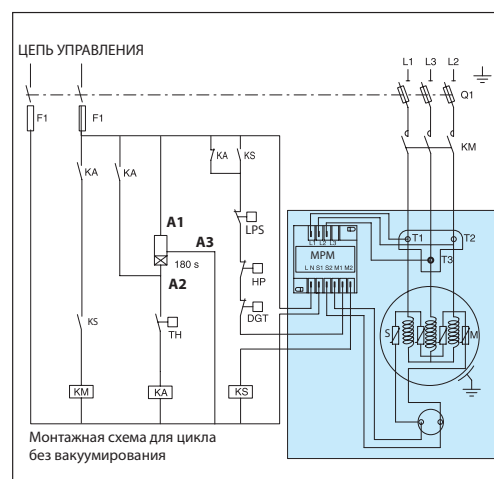 ЦЕПЬ УПРАВЛЕНИЯ
L1 L3 L2
Q1
F1 F1
KM
KA KA KA KS
A1
A3
LPS
180 s
A2
HP
DGT
TH
KS
KM KA KS
L1 L2 L3
MPM
L N S1 S2 M1 M2
T1 T2
T3
S M
Монтажная схема для цикла
без вакуумирования